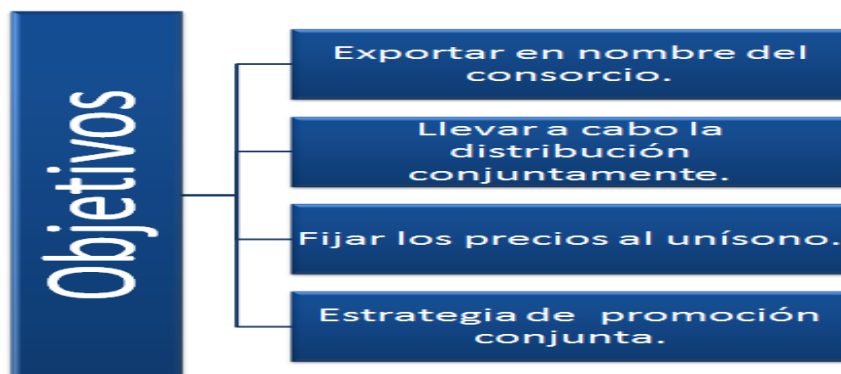 Objetivos
Exportar en nombre del
consorcio.
Llevar a cabo la
distribución
conjuntamente.
Fijar los precios al unísono.
Estrategia de promoción
conjunta.